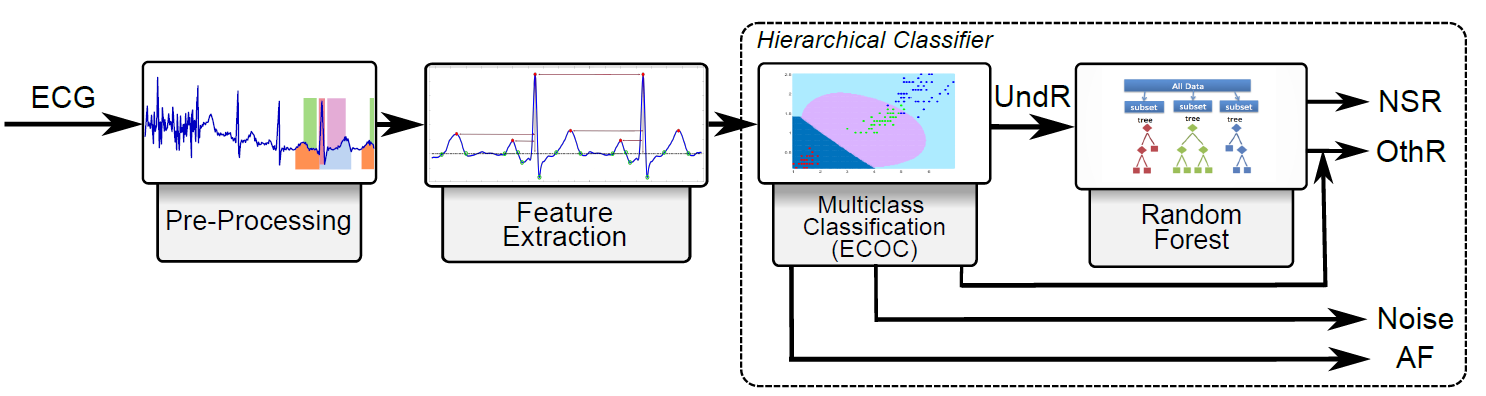 Hierarchical Classifier
ECG
UndR
NSR
OthR
All Data
subset
subset
subset
tree
tree
tree
Pre-Processing
Feature
Extraction
Multiclass
Classification
(ECOC)
Random
Forest
Noise
AF